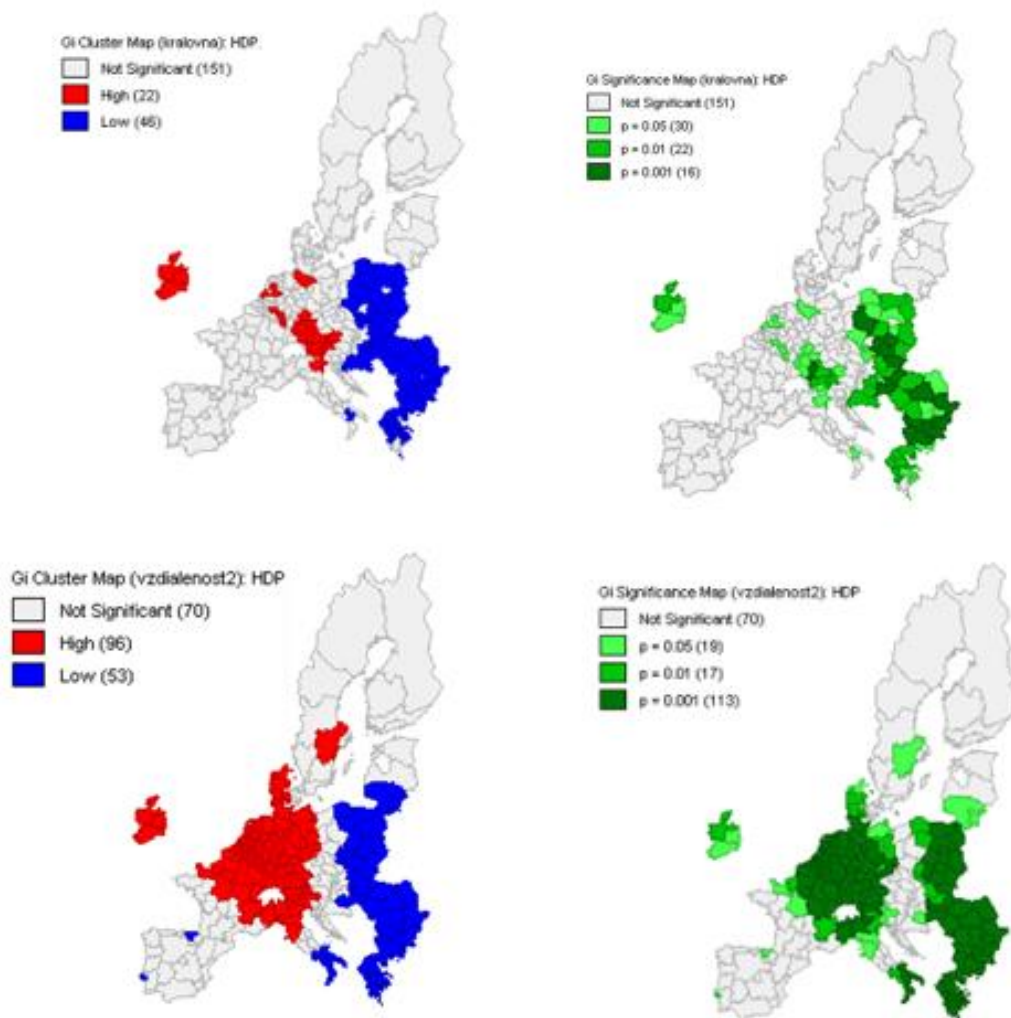 Gi Cluster Map (kralovna): HDP
Not Significant (151)
High (22)
Low (46)
Gi Significance Map (kralovna): HDP
Not Significant (151)
p = 0.05 (30)
p = 0.01 (22)
p = 0.001 (16)
Gi Cluster Map (vzdialenost2): HDP
Not Significant (70)
High (96)
Low (53)
Gi Significance Map (vzdialenost2): HDP
Not Significant (70)
p = 0.05 (19)
p = 0.01 (17)
p = 0.001 (113)